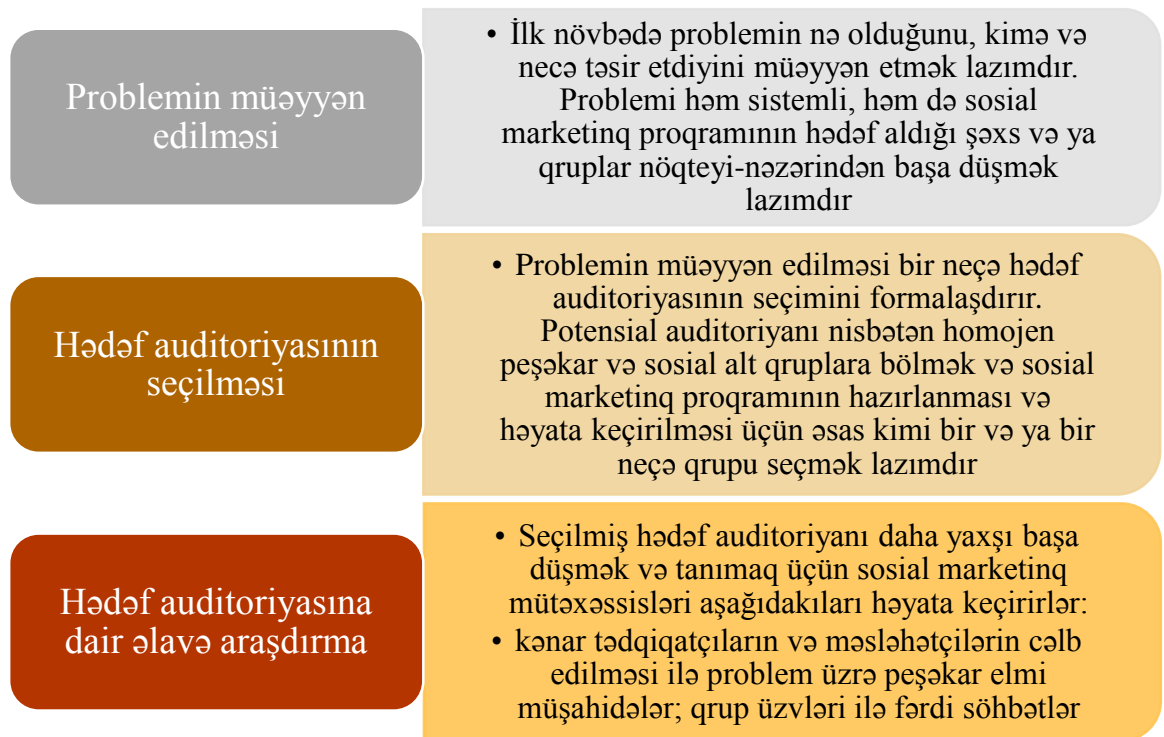 Problemin müəyyən
edilməsi
• İlk növbədə problemin nə olduğunu, kimə və
necə təsir etdiyini müəyyən etmək lazımdır.
Problemi həm sistemli, həm də sosial
marketinq proqramının hədəf aldığı şəxs və ya
qruplar nöqteyi-nəzərindən başa düşmək
lazımdır
Hədəf auditoriyasının
seçilməsi
• Problemin müəyyən edilməsi bir neçə hədəf
auditoriyasının seçimini formalaşdırır.
Potensial auditoriyanı nisbətən homojen
peşəkar və sosial alt qruplara bölmək və sosial
marketinq proqramının hazırlanması və
həyata keçirilməsi üçün əsas kimi bir və ya bir
neçə qrupu seçmək lazımdır
Hədəf auditoriyasına
dair əlavə araşdırma
• Seçilmiş hədəf auditoriyanı daha yaxşı başa
düşmək və tanımaq üçün sosial marketinq
mütəxəssisləri aşağıdakıları həyata keçirirlər:
• kənar tədqiqatçıların və məsləhətçilərin cəlb
edilməsi ilə problem üzrə peşəkar elmi
müşahidələr; qrup üzvləri ilə fərdi söhbətlər